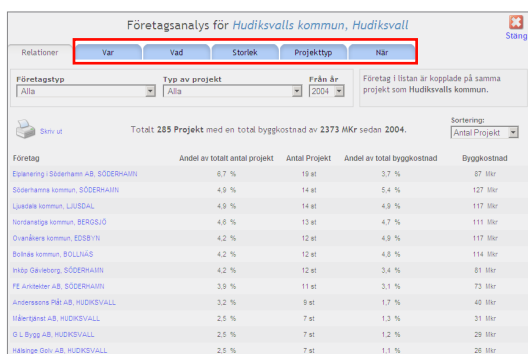 Företagsanalys för Hudiksvalls kommun, Hudiksvall
Stäng
Relationer Var Vad Storlek Projekttyp När
Företagstyp Typ av projekt Från år
Alla Alla 2004
Företag i listan är kopplade på samma
projekt som Hudiksvalls kommun.
Skriv ut
Totalt 285 Projekt med en total byggkostnad av 2373 MKr sedan 2004.
Sortering:
Antal Projekt
Företag Andel av totalt antal projekt Antal Projekt Andel av total byggkostnad Byggkostnad
Elplanering i Söderhamn AB, SÖDERHAMN 6,7 % 19 st 3,7 % 87 Mkr
Söderhamns kommun, SÖDERHAMN 4,9 % 14 st 5,4 % 127 Mkr
Ljusdals kommun, LJUSDAL 4,9 % 14 st 4,9 % 117 Mkr
Nordanstigs kommun, BERGSJÖ 4,6 % 13 st 4,7 % 111 Mkr
Ovanåkers kommun, EDSBYN 4,2 % 12 st 4,9 % 117 Mkr
Bollnäs kommun, BOLLNÄS 4,2 % 12 st 4,8 % 114 Mkr
Inköp Gävleborg, SÖDERHAMN 4,2 % 12 st 3,4 % 81 Mkr
FE Arkitekter AB, SÖDERHAMN 3,9 % 11 st 3,1 % 73 Mkr
Anderssons Plåt AB, HUDIKSVALL 3,2 % 9 st 1,7 % 40 Mkr
Måleritjänst AB, HUDIKSVALL 2,5 % 7 st 1,3 % 31 Mkr
G L Bygg AB, HUDIKSVALL 2,5 % 7 st 1,2 % 29 Mkr
Hälsinge Golv AB, HUDIKSVALL 2,5 % 7 st 1,1 % 26 Mkr